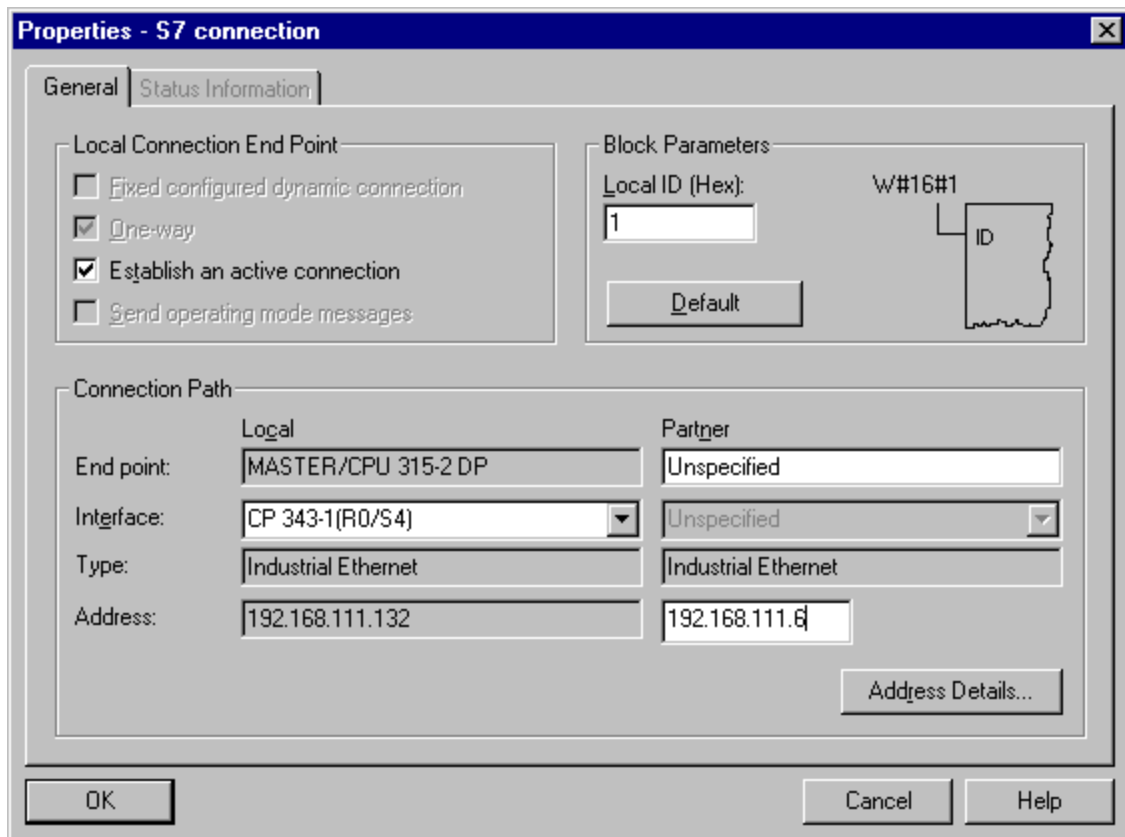 Properties - S7 connection
General Status Information
Local Connection End Point
Fixed configured dynamic connection
One-way
Establish an active connection
Send operating mode messages
Block Parameters
Local ID (Hex): W#16#1
1
ID
Default
Connection Path
Local Partner
End point: MASTER/CPU 315-2 DP Unspecified
Interface: CP 343-1(R0/S4) Unspecified
Type: Industrial Ethernet Industrial Ethernet
Address: 192.168.111.132 192.168.111.6
Address Details...
OK Cancel Help